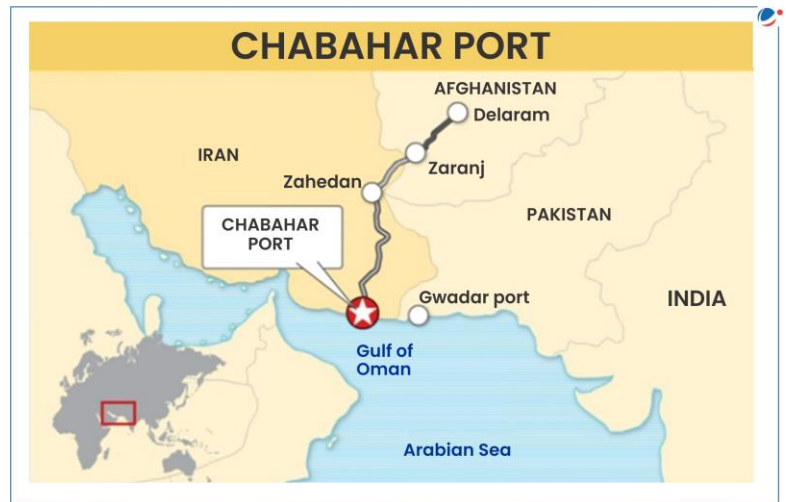 CHABAHAR PORT
AFGHANISTAN
Delaram
IRAN
Zaranj
Zahedan
PAKISTAN
CHABAHAR
PORT
Gwadar port
INDIA
Gulf of
Oman
Arabian Sea